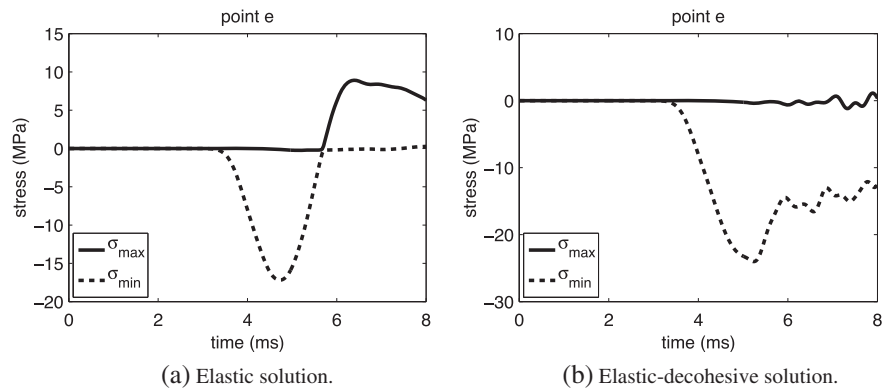 point e
stress (MPa)
15
10
5
0
−5
−10
−15
−20
σmax
σmin
0 2 4 6 8
time (ms)
(a) Elastic solution.
point e
stress (MPa)
10
0
−10
−20
−30
σmax
σmin
0 2 4 6 8
time (ms)
(b) Elastic-decohesive solution.